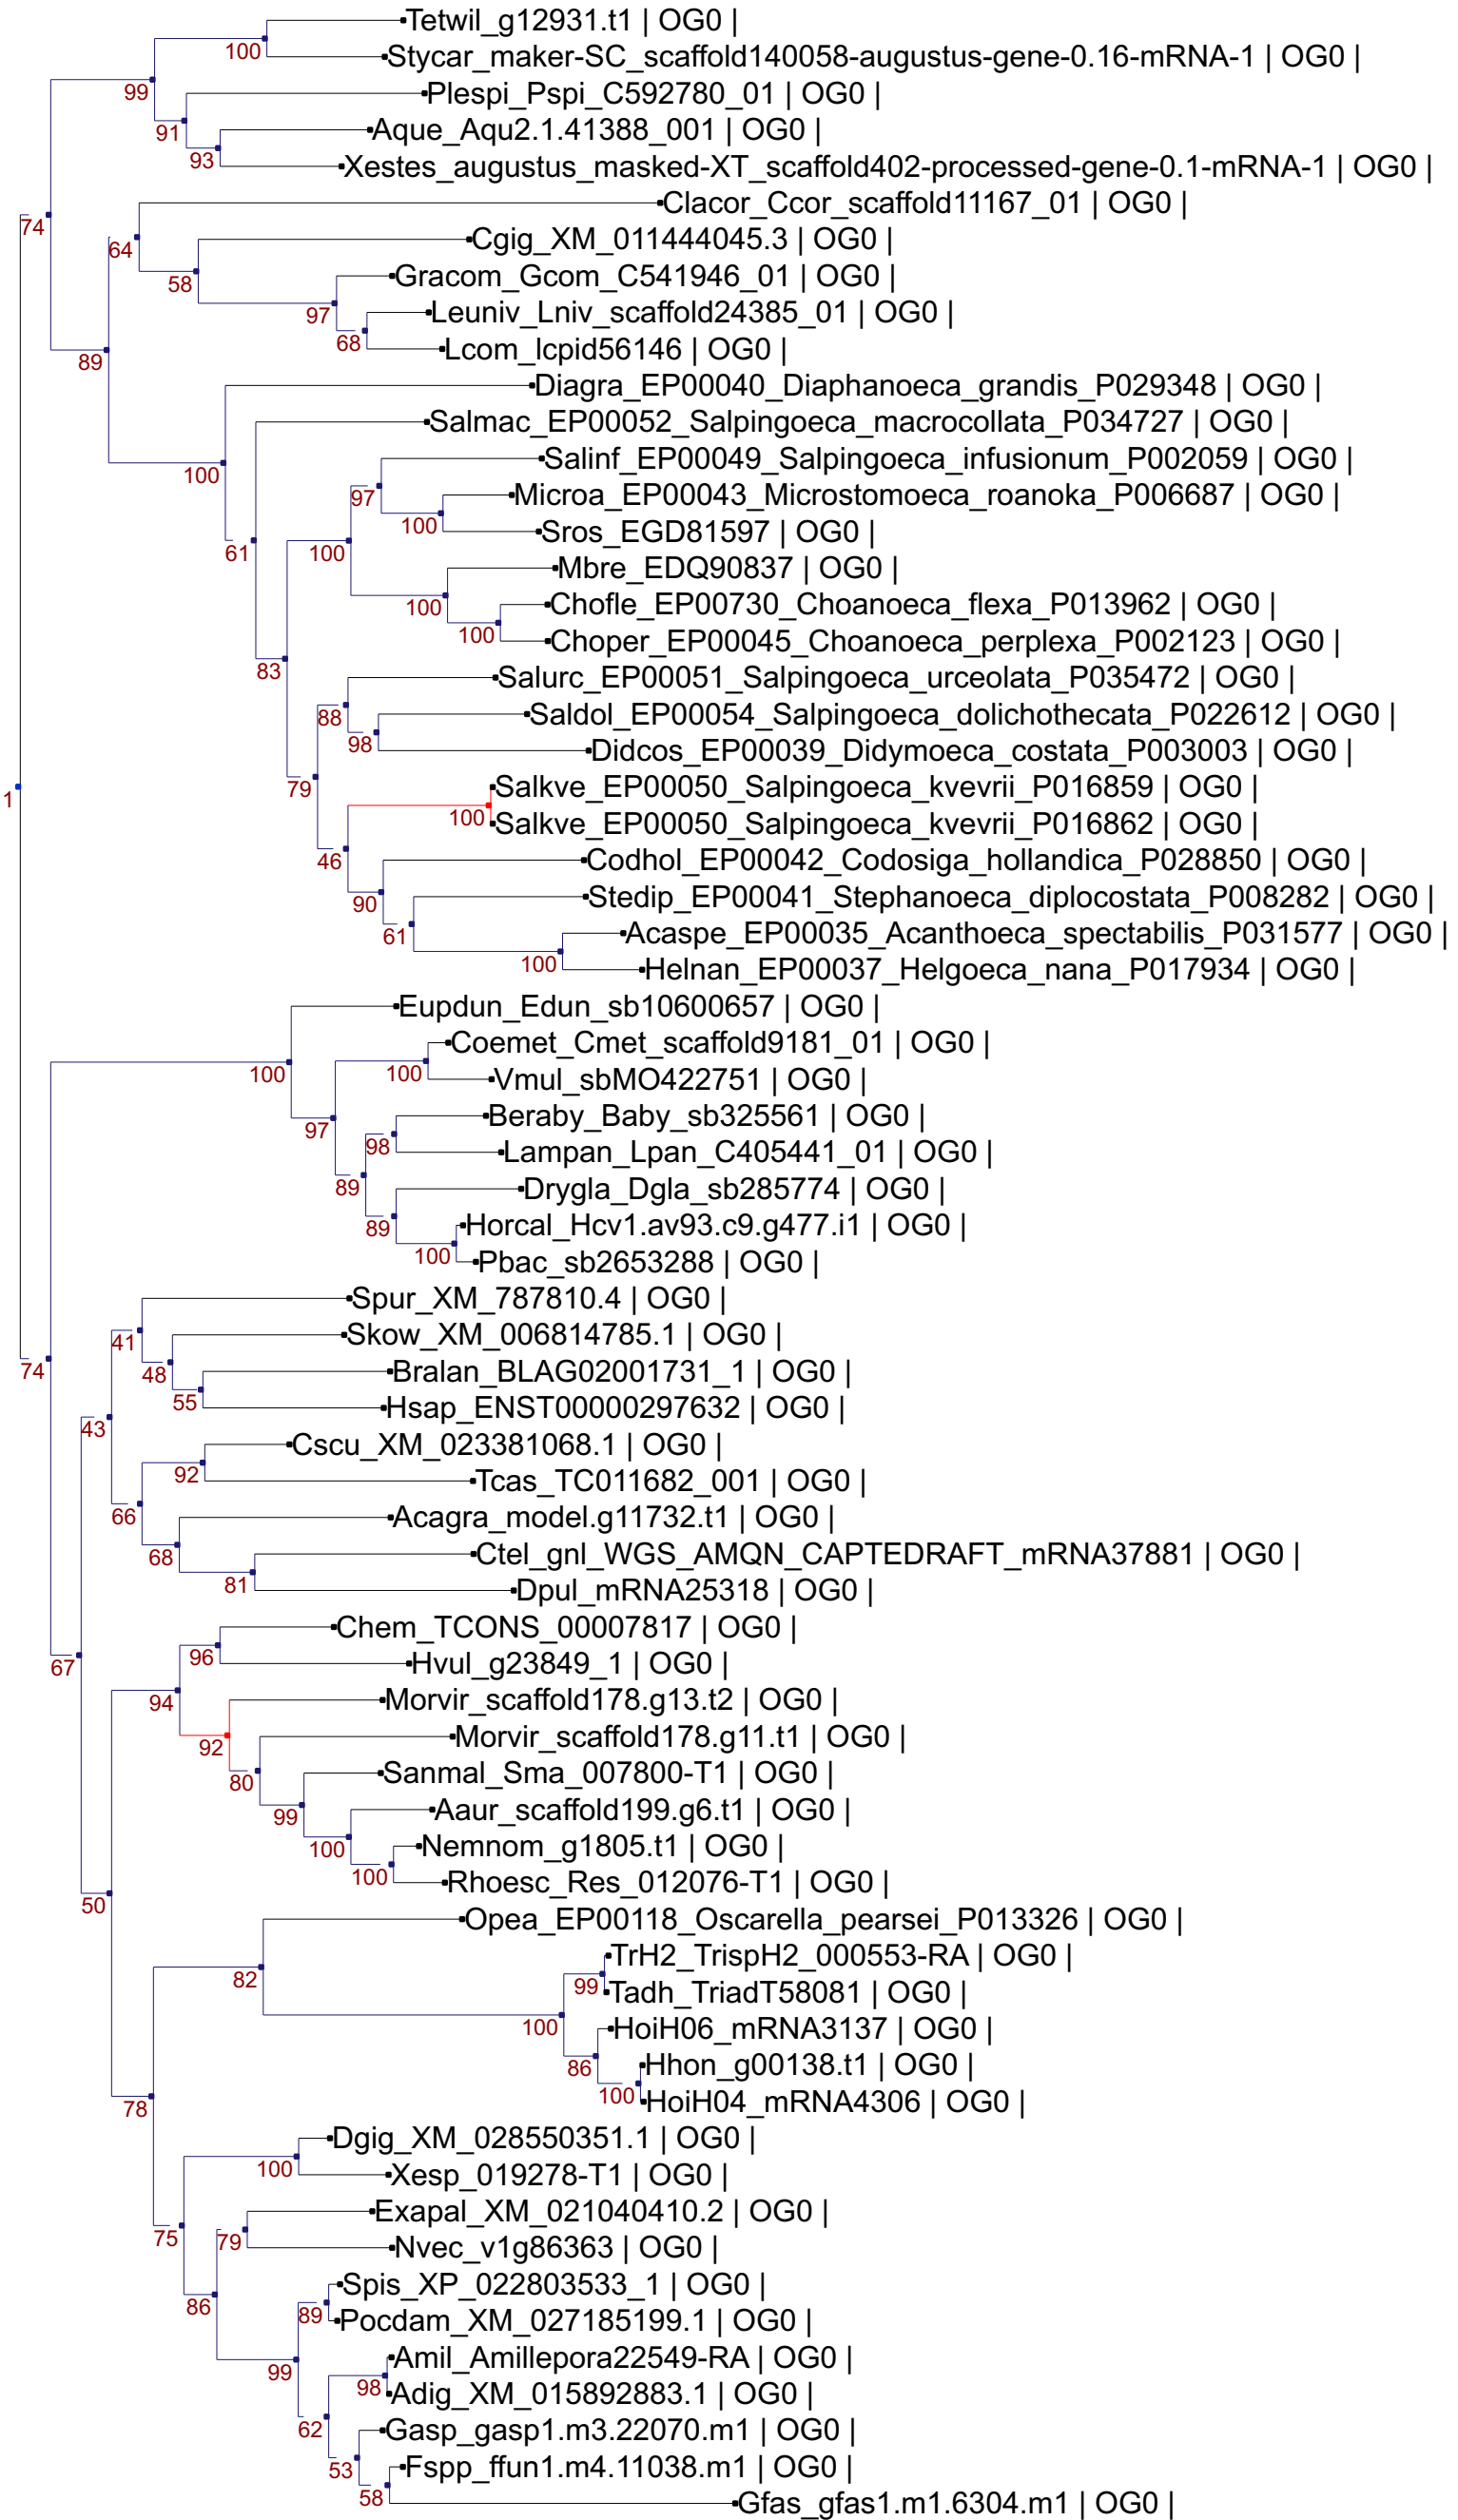 Tetwil_g12931.t1 | OG0 |
100
Stycar_maker-SC_scaffold140058-augustus-gene-0.16-mRNA-1 | OG0 |
99
Plespi_Pspi_C592780_01 | OG0 |
91
Aque_Aqu2.1.41388_001 | OG0 |
93
Xestes_augustus_masked-XT_scaffold402-processed-gene-0.1-mRNA-1 | OG0 |
74
Clacor_Ccor_scaffold11167_01 | OG0 |
64
Cgig_XM_011444045.3 | OG0 |
58
Gracom_Gcom_C541946_01 | OG0 |
97
Leuniv_Lniv_scaffold24385_01 | OG0 |
68
Lcom_lcpid56146 | OG0 |
89
Diagra_EP00040_Diaphanoeca_grandis_P029348 | OG0 |
Salmac_EP00052_Salpingoeca_macrocollata_P034727 | OG0 |
100
Salinf_EP00049_Salpingoeca_infusionum_P002059 | OG0 |
97
Microa_EP00043_Microstomoeca_roanoka_P006687 | OG0 |
100
Sros_EGD81597 | OG0 |
61
100
Mbre_EDQ90837 | OG0 |
100
Chofle_EP00730_Choanoeca_flexa_P013962 | OG0 |
100
Choper_EP00045_Choanoeca_perplexa_P002123 | OG0 |
83
Salurc_EP00051_Salpingoeca_urceolata_P035472 | OG0 |
88
Saldol_EP00054_Salpingoeca_dolichothecata_P022612 | OG0 |
98
Didcos_EP00039_Didymoeca_costata_P003003 | OG0 |
79
Salkve_EP00050_Salpingoeca_kvevrii_P016859 | OG0 |
1
100
Salkve_EP00050_Salpingoeca_kvevrii_P016862 | OG0 |
46
Codhol_EP00042_Codosiga_hollandica_P028850 | OG0 |
90
Stedip_EP00041_Stephanoeca_diplocostata_P008282 | OG0 |
61
Acaspe_EP00035_Acanthoeca_spectabilis_P031577 | OG0 |
100
Helnan_EP00037_Helgoeca_nana_P017934 | OG0 |
Eupdun_Edun_sb10600657 | OG0 |
100
Coemet_Cmet_scaffold9181_01 | OG0 |
100
Vmul_sbMO422751 | OG0 |
97
Beraby_Baby_sb325561 | OG0 |
98
Lampan_Lpan_C405441_01 | OG0 |
89
Drygla_Dgla_sb285774 | OG0 |
89
Horcal_Hcv1.av93.c9.g477.i1 | OG0 |
100
Pbac_sb2653288 | OG0 |
Spur_XM_787810.4 | OG0 |
41
Skow_XM_006814785.1 | OG0 |
74
48
Bralan_BLAG02001731_1 | OG0 |
55
Hsap_ENST00000297632 | OG0 |
43
Cscu_XM_023381068.1 | OG0 |
92
Tcas_TC011682_001 | OG0 |
66
Acagra_model.g11732.t1 | OG0 |
68
Ctel_gnl_WGS_AMQN_CAPTEDRAFT_mRNA37881 | OG0 |
81
Dpul_mRNA25318 | OG0 |
Chem_TCONS_00007817 | OG0 |
96
Hvul_g23849_1 | OG0 |
67
94
Morvir_scaffold178.g13.t2 | OG0 |
92
Morvir_scaffold178.g11.t1 | OG0 |
80
Sanmal_Sma_007800-T1 | OG0 |
99
Aaur_scaffold199.g6.t1 | OG0 |
100
Nemnom_g1805.t1 | OG0 |
100
Rhoesc_Res_012076-T1 | OG0 |
50
Opea_EP00118_Oscarella_pearsei_P013326 | OG0 |
82
TrH2_TrispH2_000553-RA | OG0 |
99
Tadh_TriadT58081 | OG0 |
100
HoiH06_mRNA3137 | OG0 |
86
Hhon_g00138.t1 | OG0 |
100
HoiH04_mRNA4306 | OG0 |
78
Dgig_XM_028550351.1 | OG0 |
100
Xesp_019278-T1 | OG0 |
75
Exapal_XM_021040410.2 | OG0 |
79
Nvec_v1g86363 | OG0 |
86
Spis_XP_022803533_1 | OG0 |
89
Pocdam_XM_027185199.1 | OG0 |
99
Amil_Amillepora22549-RA | OG0 |
98
Adig_XM_015892883.1 | OG0 |
62
Gasp_gasp1.m3.22070.m1 | OG0 |
53
Fspp_ffun1.m4.11038.m1 | OG0 |
58
Gfas_gfas1.m1.6304.m1 | OG0 |